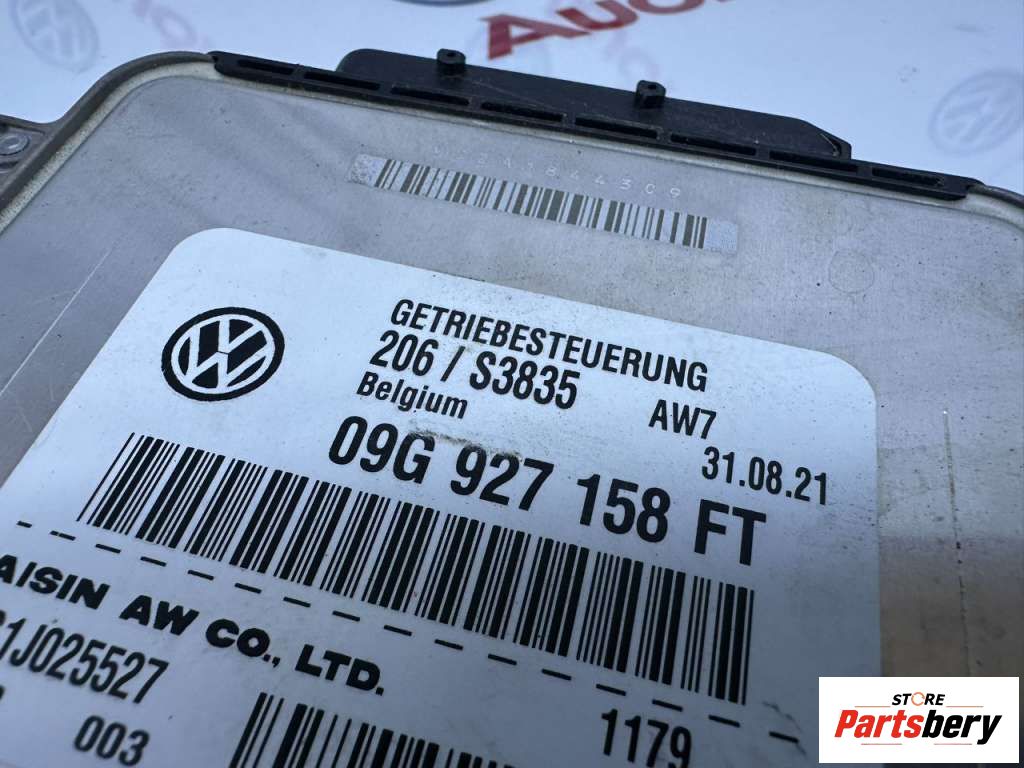 AUDI
GETRIEBESTEUERUNG
206 / S3835 AW7
Belgium 31.08.21
09G 927 158 FT
AISIN AW CO., LTD.
1J025527
003 1179
STORE
Partsbery